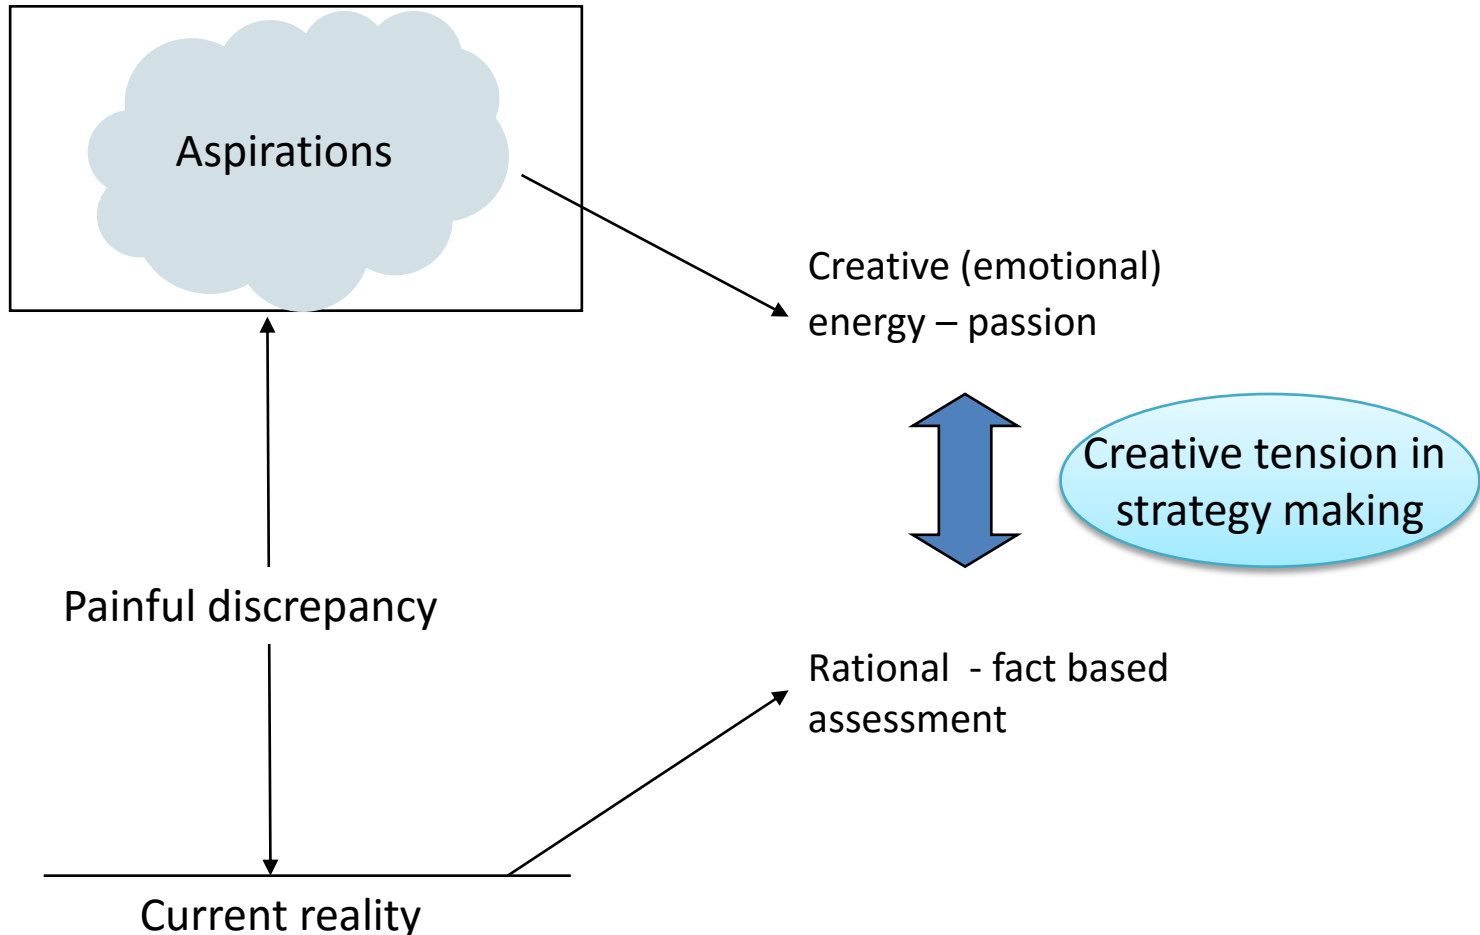 Aspirations
Creative (emotional)
energy – passion
Creative tension in
strategy making
Painful discrepancy
Rational  - fact based
assessment
Current reality